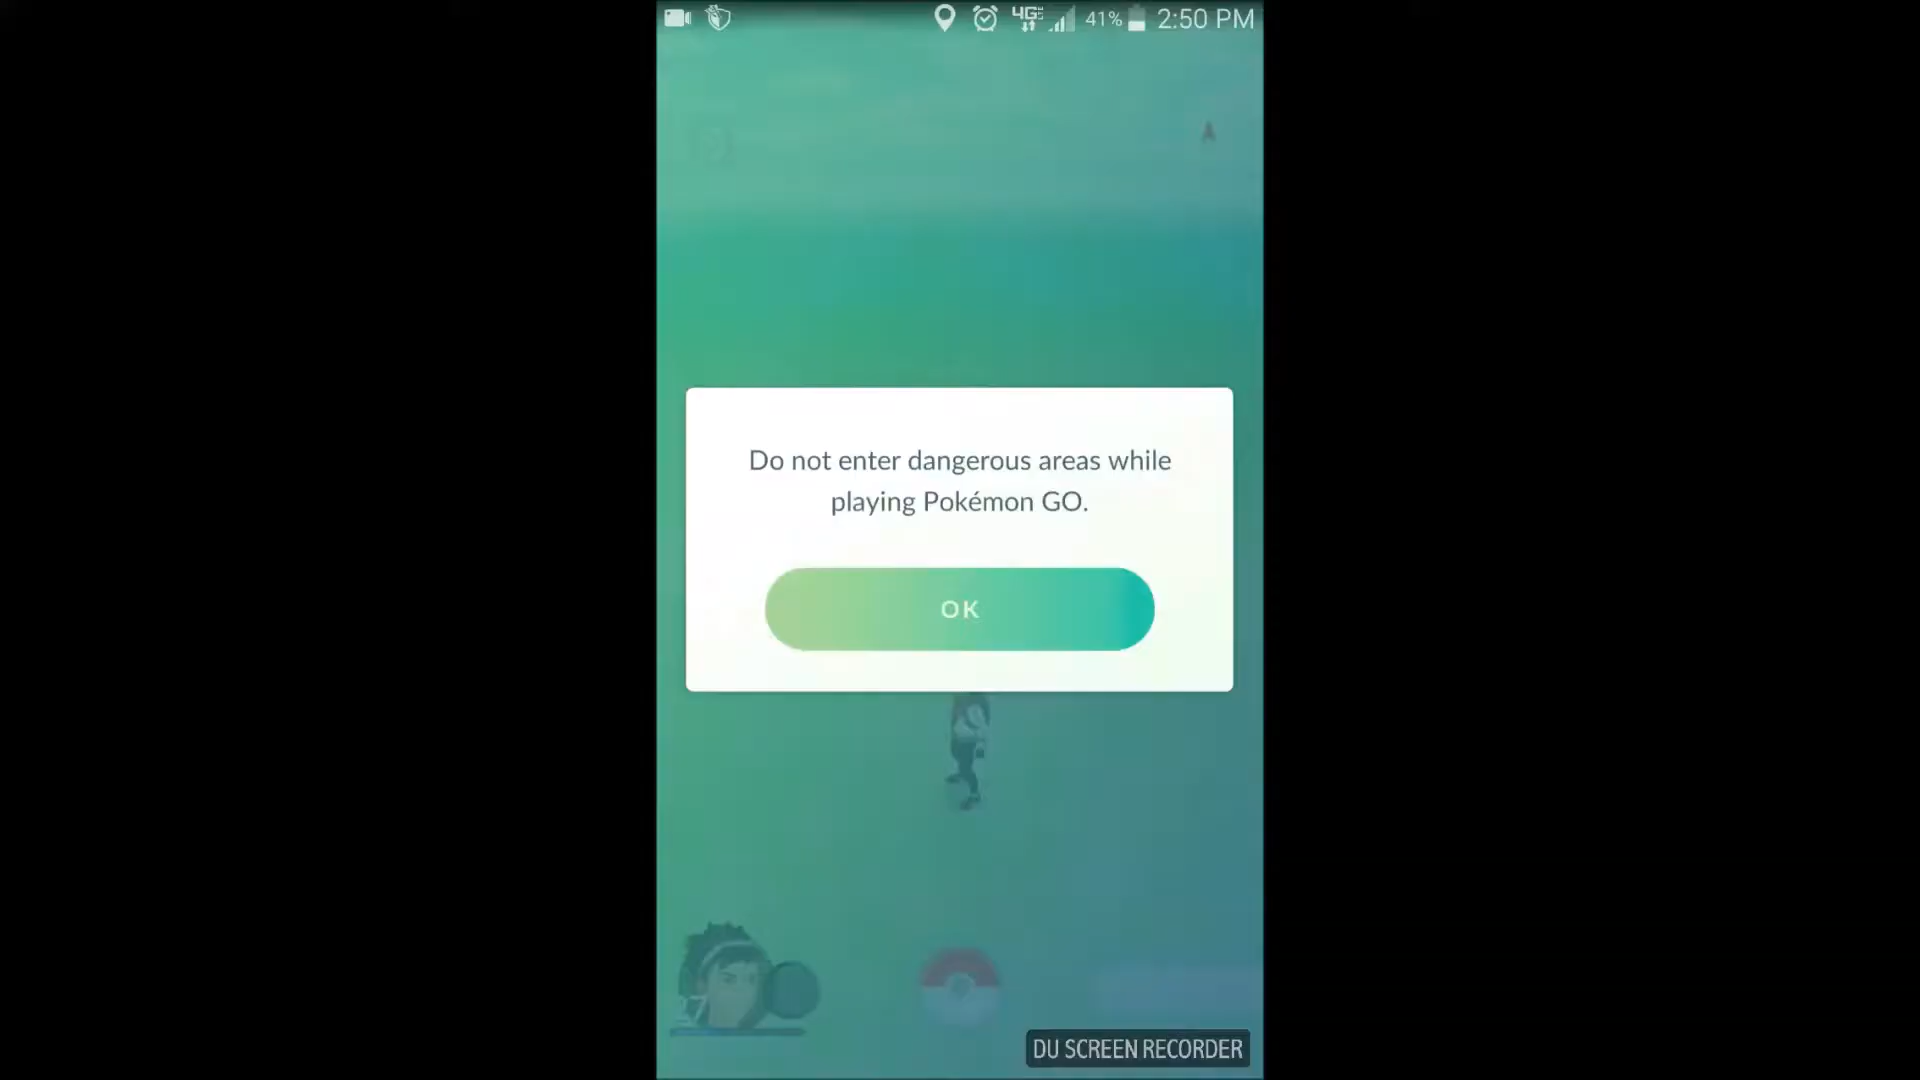 41% 2:50 PM
Do not enter dangerous areas while
playing Pokémon GO.
OK
DU SCREEN RECORDER